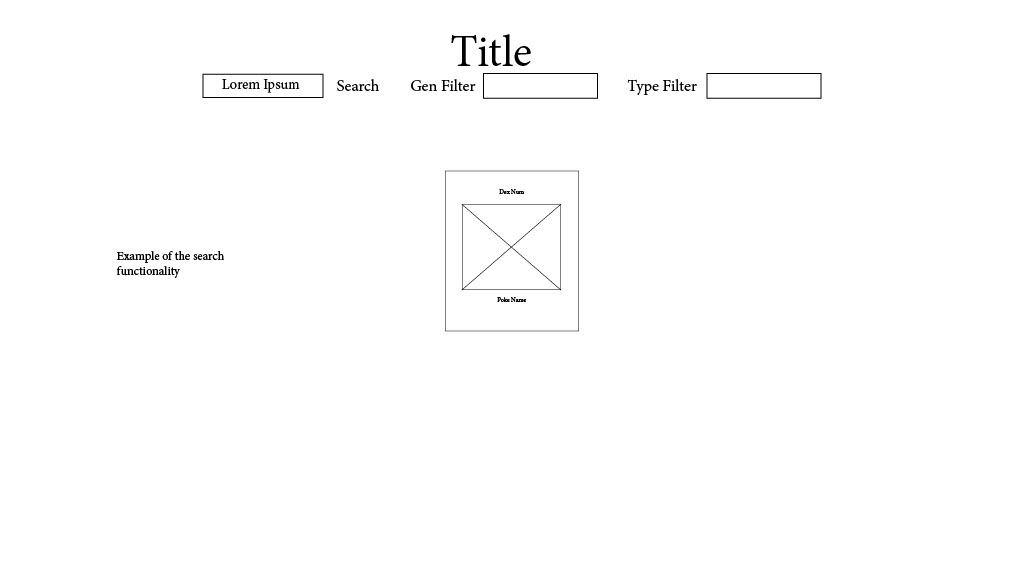 Title
Lorem Ipsum Search Gen Filter Type Filter
Dex Num
Example of the search
functionality
Poke Name